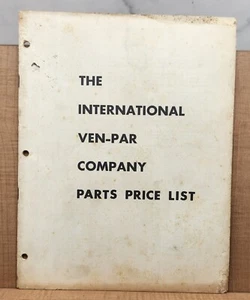 THE
INTERNATIONAL
VEN-PAR
COMPANY
PARTS PRICE LIST